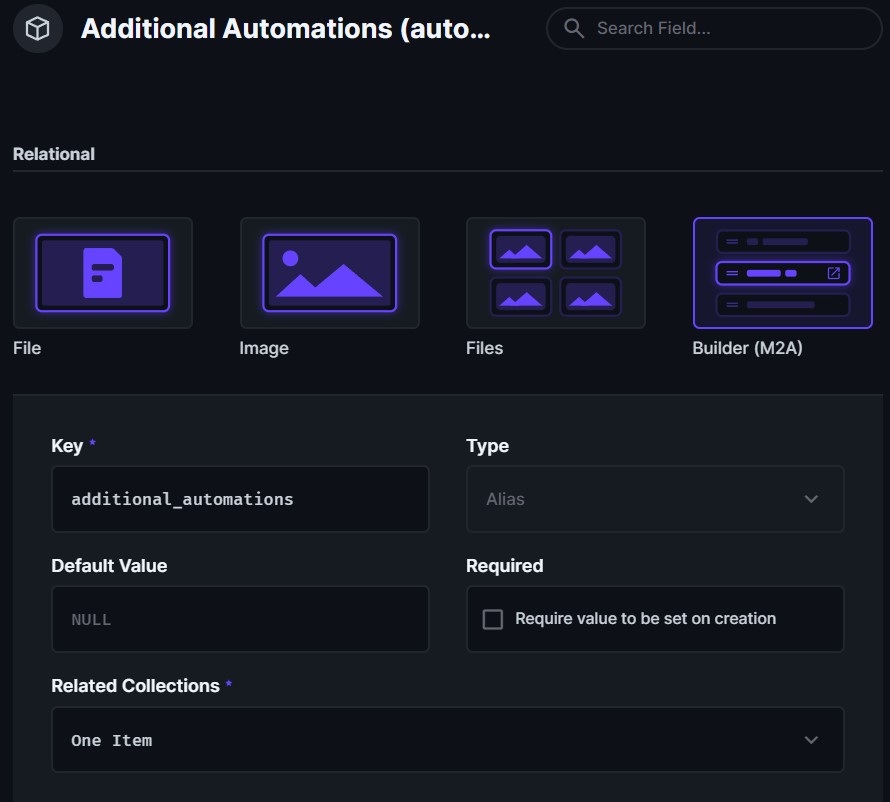 Additional Automations (auto...
Search Field...
Relational
File
Image
Files
Builder (M2A)
Key *
Type
additional_automations
Alias
Default Value
Required
NULL
Require value to be set on creation
Related Collections *
One Item